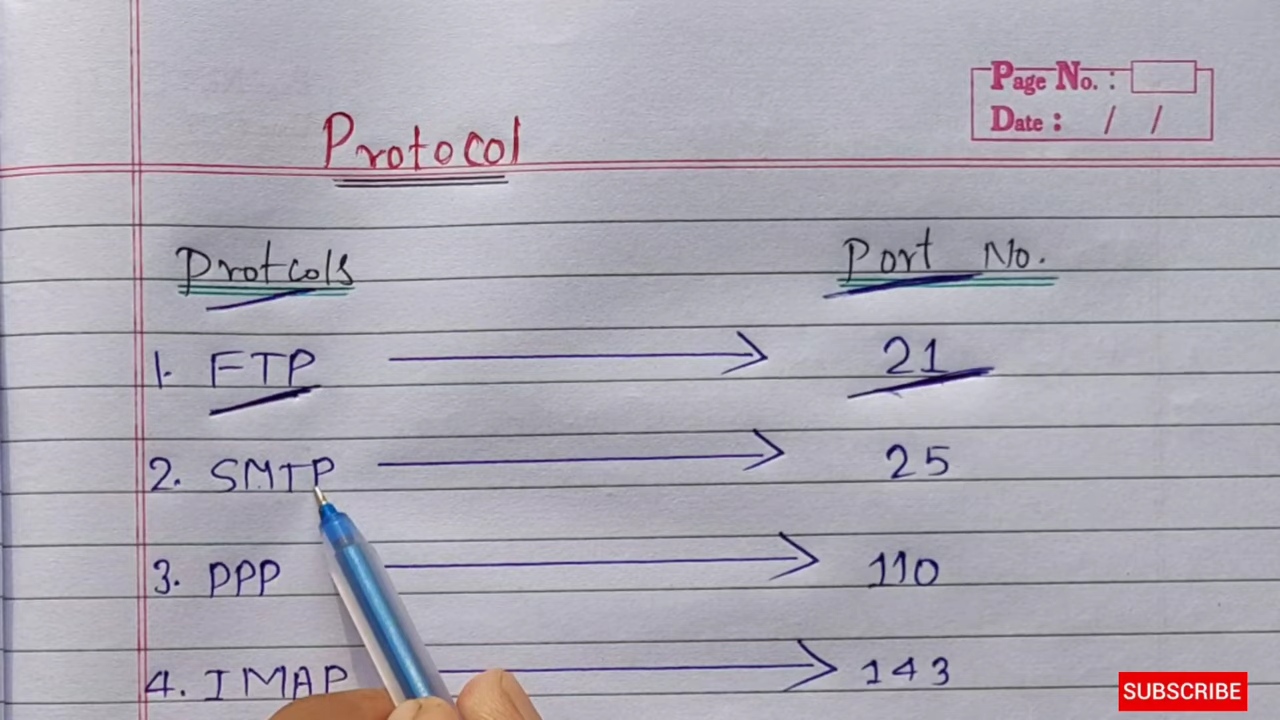 Page No. :
Date : / /
Protocol
Protcols Port No.
1. FTP 21
2. SMTP 25
3. PPP 110
4. IMAP 143
SUBSCRIBE